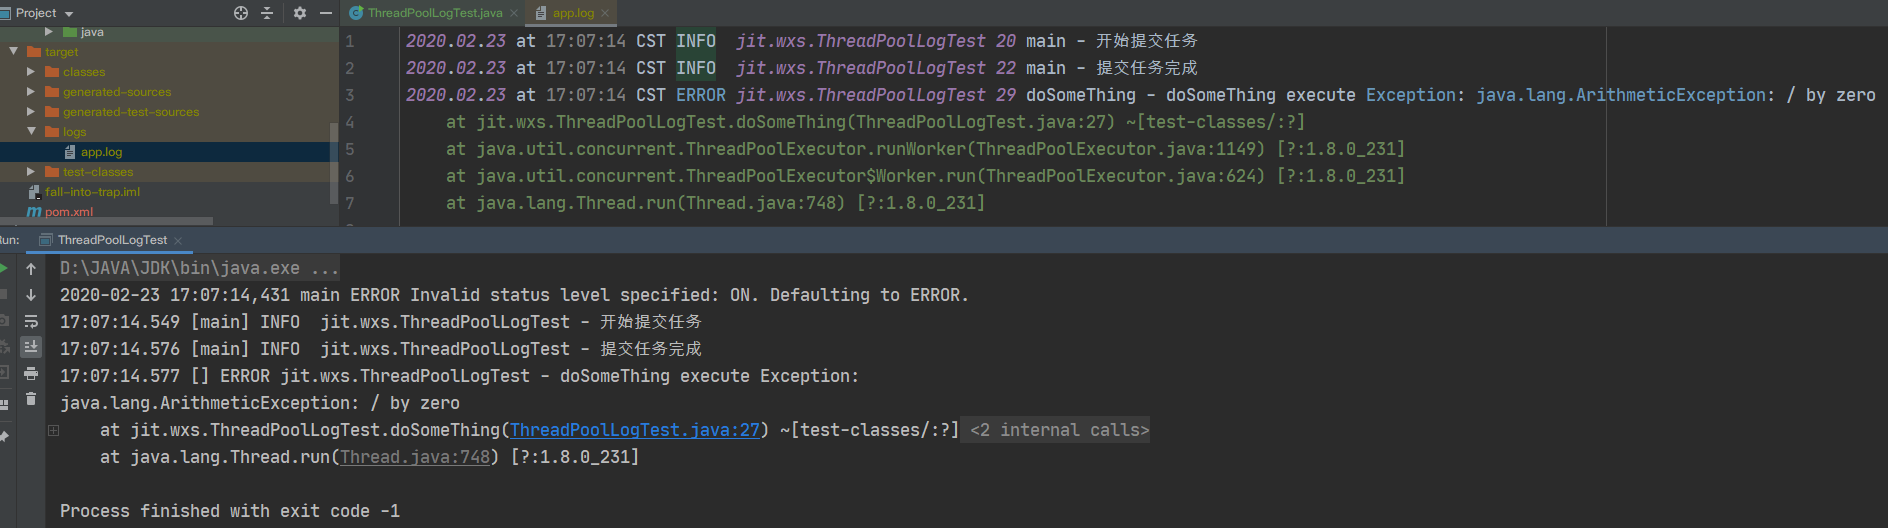 Project
ThreadPoolLogTest.java
app.log
java
target
classes
generated-sources
generated-test-sources
logs
app.log
test-classes
fall-into-trap.iml
pom.xml
1 2020.02.23 at 17:07:14 CST INFO  jit.wxs.ThreadPoolLogTest 20 main - 开始提交任务
2 2020.02.23 at 17:07:14 CST INFO  jit.wxs.ThreadPoolLogTest 22 main - 提交任务完成
3 2020.02.23 at 17:07:14 CST ERROR jit.wxs.ThreadPoolLogTest 29 doSomeThing - doSomeThing execute Exception: java.lang.ArithmeticException: / by zero
4 at jit.wxs.ThreadPoolLogTest.doSomeThing(ThreadPoolLogTest.java:27) ~[test-classes/:?]
5 at java.util.concurrent.ThreadPoolExecutor.runWorker(ThreadPoolExecutor.java:1149) [?:1.8.0_231]
6 at java.util.concurrent.ThreadPoolExecutor$Worker.run(ThreadPoolExecutor.java:624) [?:1.8.0_231]
7 at java.lang.Thread.run(Thread.java:748) [?:1.8.0_231]
Run: ThreadPoolLogTest
D:\JAVA\JDK\bin\java.exe ...
2020-02-23 17:07:14,431 main ERROR Invalid status level specified: ON. Defaulting to ERROR.
17:07:14.549 [main] INFO  jit.wxs.ThreadPoolLogTest - 开始提交任务
17:07:14.576 [main] INFO  jit.wxs.ThreadPoolLogTest - 提交任务完成
17:07:14.577 [] ERROR jit.wxs.ThreadPoolLogTest - doSomeThing execute Exception:
java.lang.ArithmeticException: / by zero
at jit.wxs.ThreadPoolLogTest.doSomeThing(ThreadPoolLogTest.java:27) ~[test-classes/:?] <2 internal calls>
at java.lang.Thread.run(Thread.java:748) [?:1.8.0_231]
Process finished with exit code -1